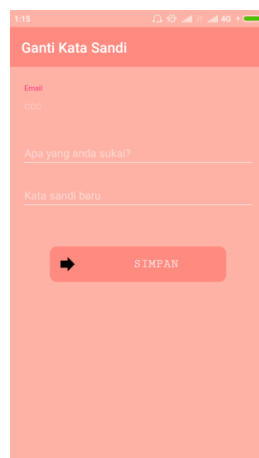 1:15 4G
Ganti Kata Sandi
Email
ccc
Apa yang anda sukai?
Kata sandi baru
SIMPAN